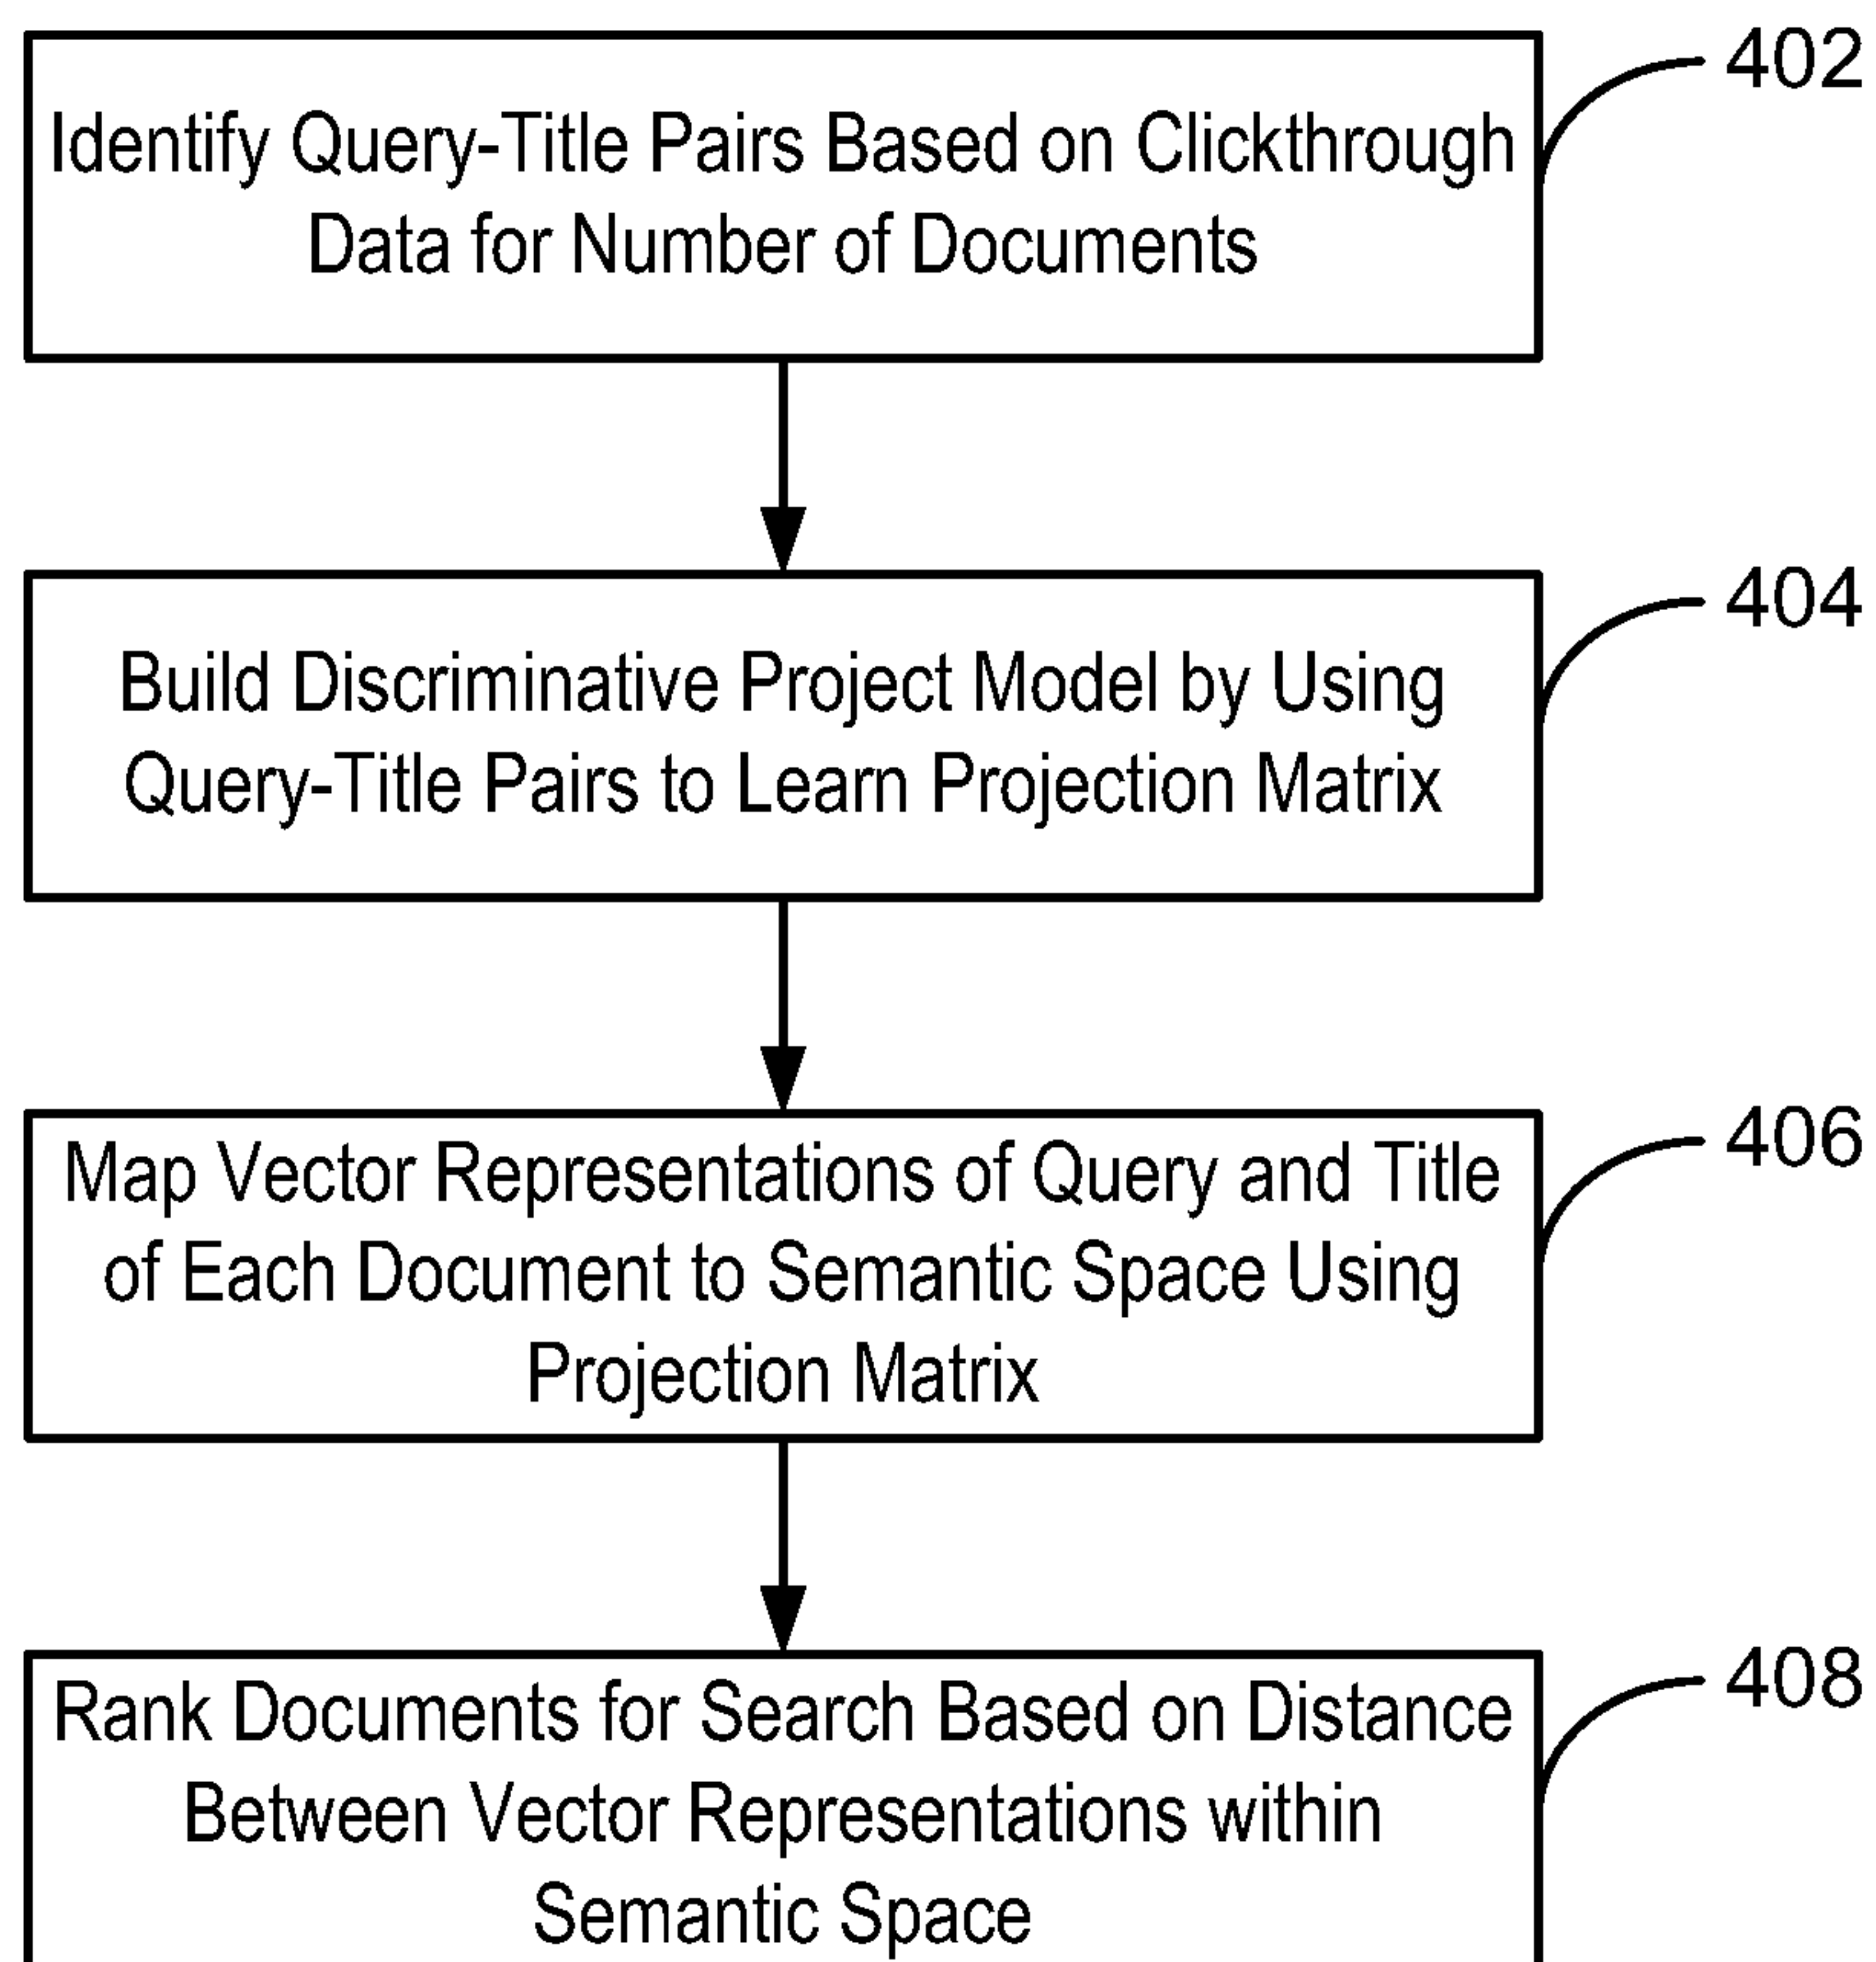 402
Identify Query-Title Pairs Based on Clickthrough
Data for Number of Documents
404
Build Discriminative Project Model by Using
Query-Title Pairs to Learn Projection Matrix
406
Map Vector Representations of Query and Title
of Each Document to Semantic Space Using
Projection Matrix
408
Rank Documents for Search Based on Distance
Between Vector Representations within
Semantic Space